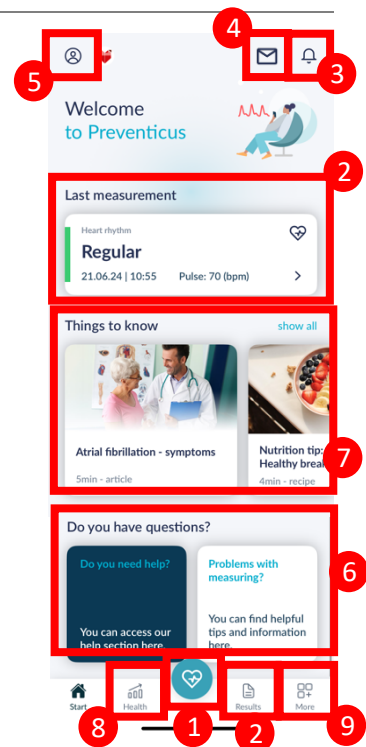 4
5
3
Welcome
to Preventicus
2
Last measurement
Heart rhythm
Regular
21.06.24 | 10:55 Pulse: 70 (bpm)
Things to know show all
Atrial fibrillation - symptoms
5min - article
Nutrition tip:
Healthy brea
4min - recipe
7
Do you have questions?
Do you need help?
You can access our
help section here.
Problems with
measuring?
You can find helpful
tips and information
here.
6
Start Health Results More
8 1 2 9